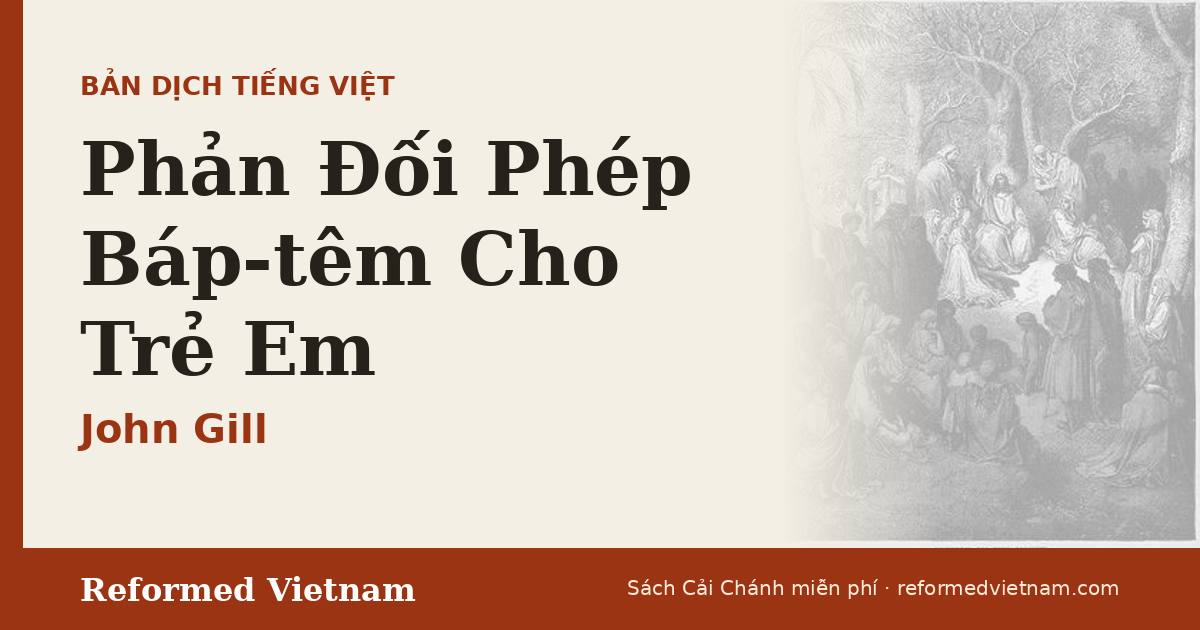 BẢN DỊCH TIẾNG VIỆT
Phản Đối Phép
Báp-têm Cho
Trẻ Em
John Gill
Reformed Vietnam
Sách Cải Chánh miễn phí · reformedvietnam.com